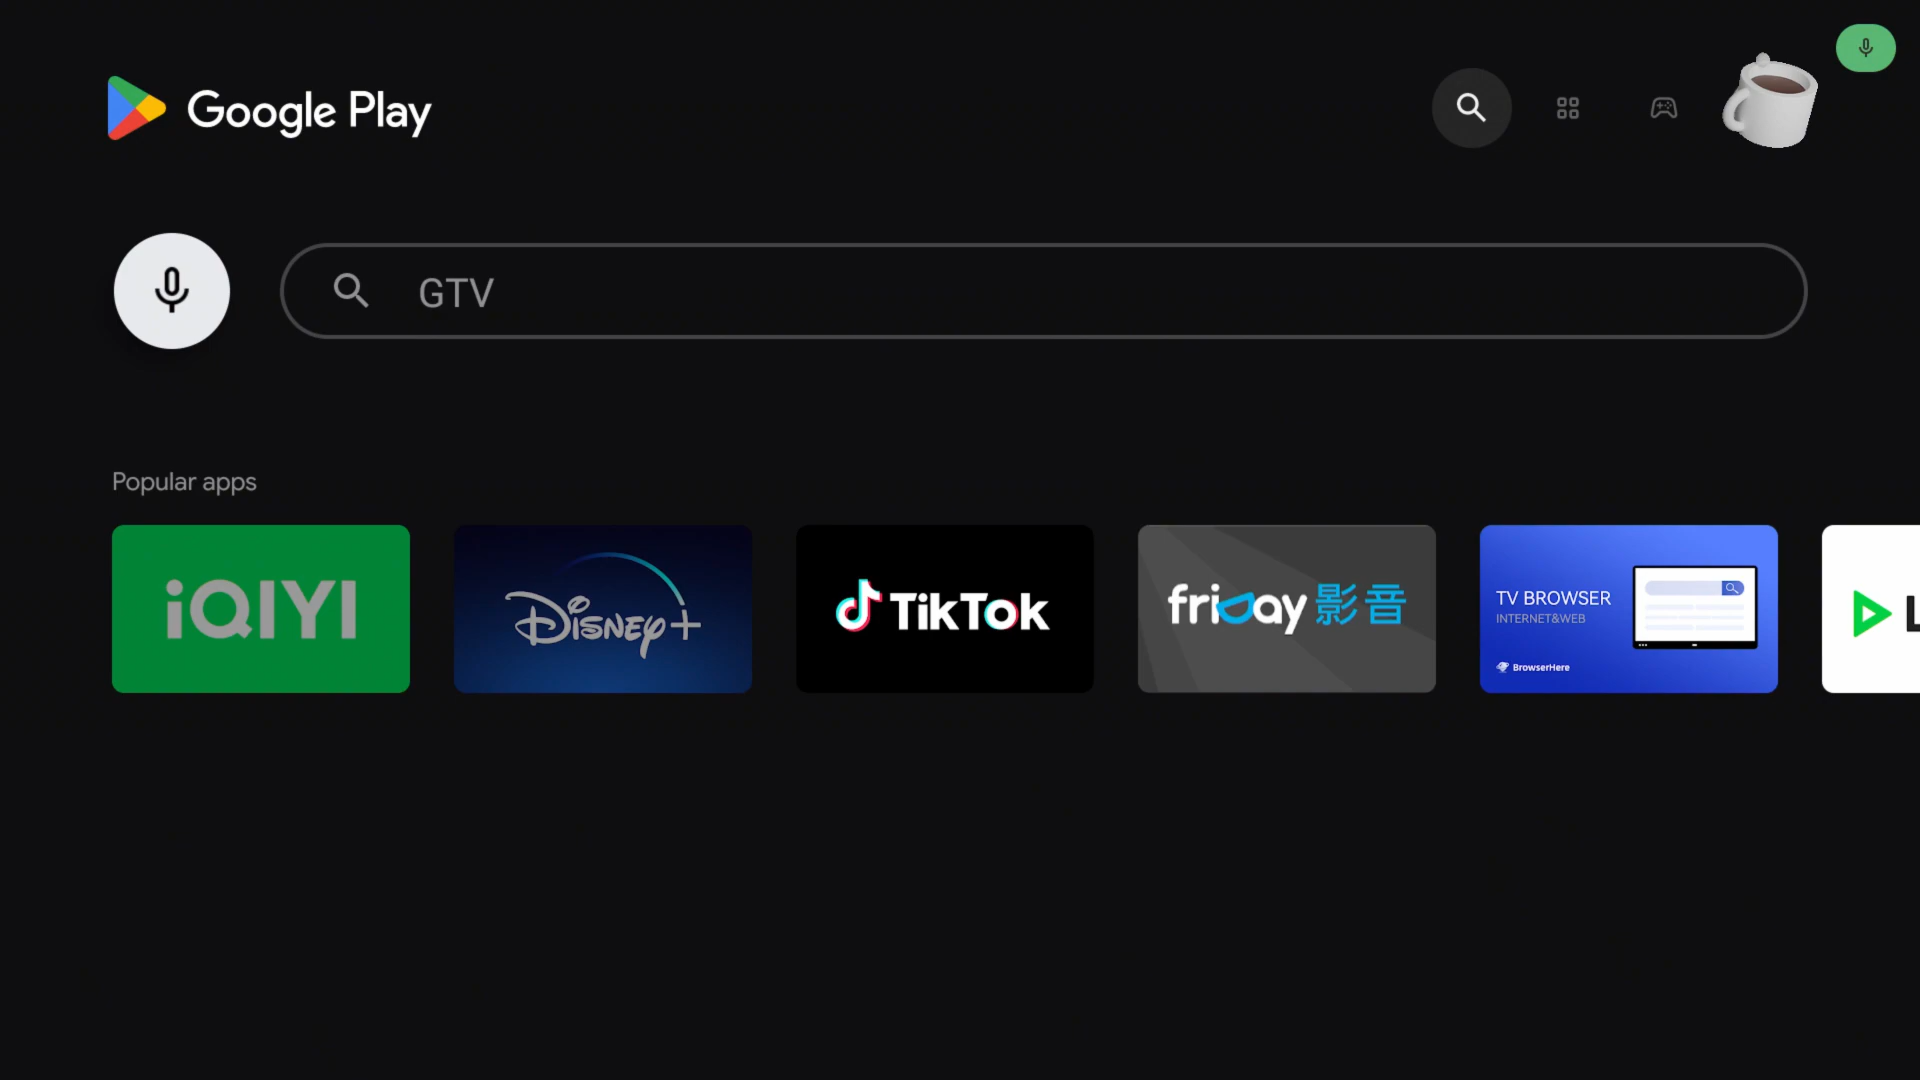 Google Play
GTV
Popular apps
iQIYI
Disney+
TikTok
friDay影音
TV BROWSER
INTERNET&WEB
BrowserHere